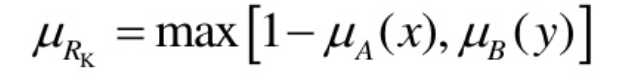 μ_{R_K} = max[1 − μ_A(x), μ_B(y)]